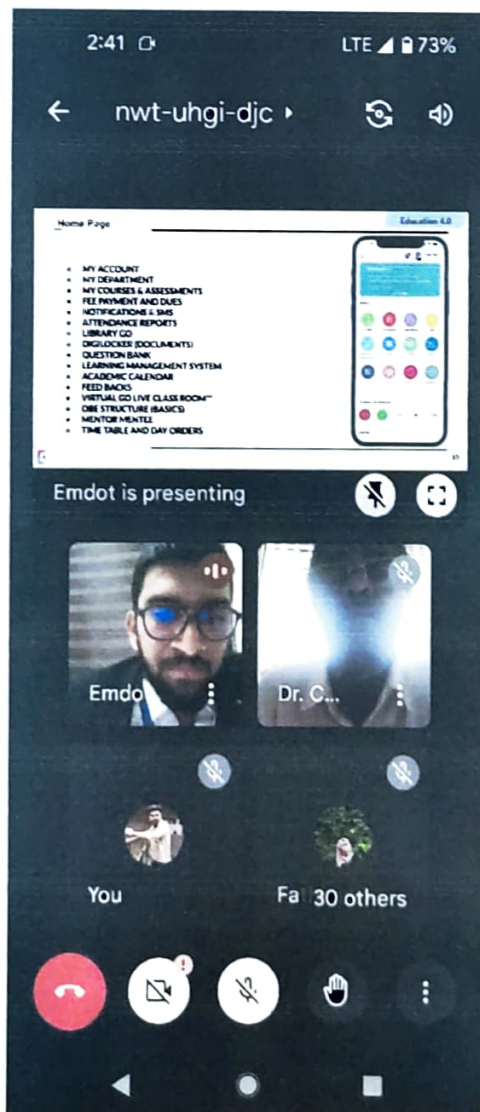 2:41 LTE 73%
nwt-uhgi-djc
Home Page Education 4.0
MY ACCOUNT
MY DEPARTMENT
MY COURSES & ASSESSMENTS
FEE PAYMENT AND DUES
NOTIFICATIONS & SMS
ATTENDANCE REPORTS
LIBRARY GO
DIGILOCKER (DOCUMENTS)
QUESTION BANK
LEARNING MANAGEMENT SYSTEM
ACADEMIC CALENDAR
FEED BACKS
VIRTUAL GO LIVE CLASS ROOM
OBE STRUCTURE (BASICS)
MENTOR MENTEE
TIME TABLE AND DAY ORDERS
Emdot is presenting
Emdo Dr. C...
You Fa 30 others